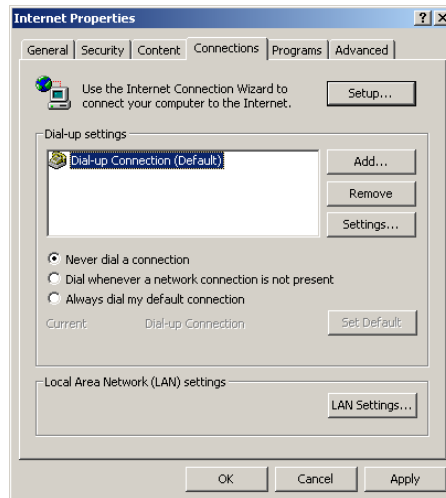 Internet Properties
General Security Content Connections Programs Advanced
Use the Internet Connection Wizard to
connect your computer to the Internet.
Setup...
Dial-up settings
Dial-up Connection (Default)
Add...
Remove
Settings...
Never dial a connection
Dial whenever a network connection is not present
Always dial my default connection
Current Dial-up Connection Set Default
Local Area Network (LAN) settings
LAN Settings...
OK Cancel Apply